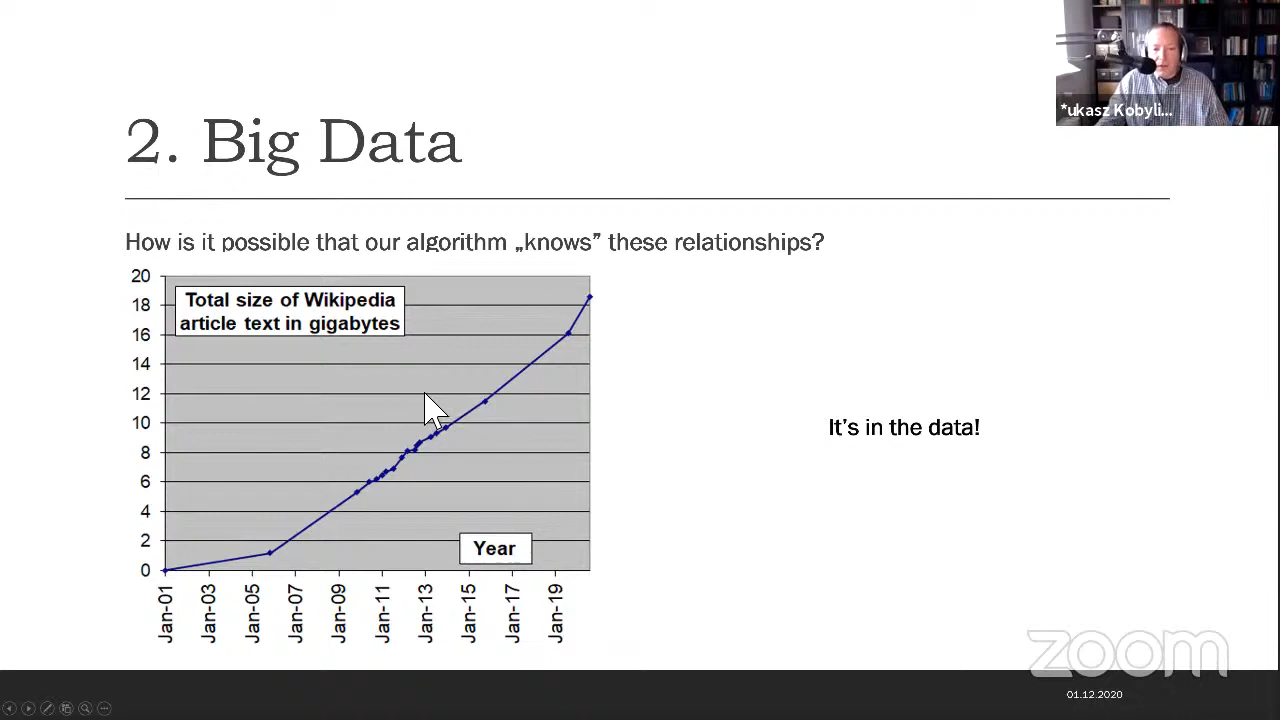 *ukasz Kobyli...
2. Big Data
How is it possible that our algorithm „knows” these relationships?
20
18
16
14
12
10
8
6
4
2
0
Total size of Wikipedia
article text in gigabytes
Year
Jan-01
Jan-03
Jan-05
Jan-07
Jan-09
Jan-11
Jan-13
Jan-15
Jan-17
Jan-19
It’s in the data!
zoom
01.12.2020